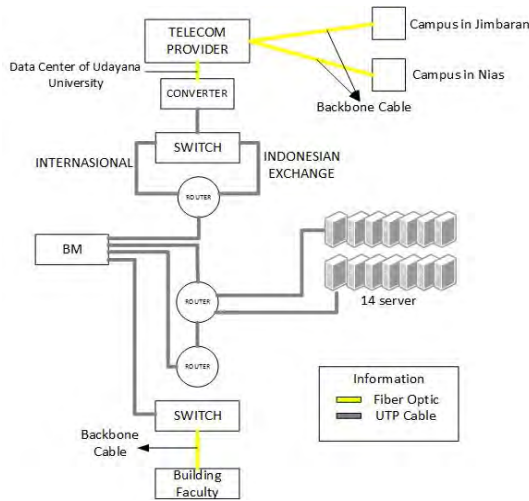 TELECOM
PROVIDER
Campus in Jimbaran
Campus in Nias
Backbone Cable
Data Center of Udayana
University
CONVERTER
SWITCH
INTERNASIONAL
INDONESIAN
EXCHANGE
ROUTER
BM
ROUTER
14 server
ROUTER
SWITCH
Backbone
Cable
Building
Faculty
Information
Fiber Optic
UTP Cable